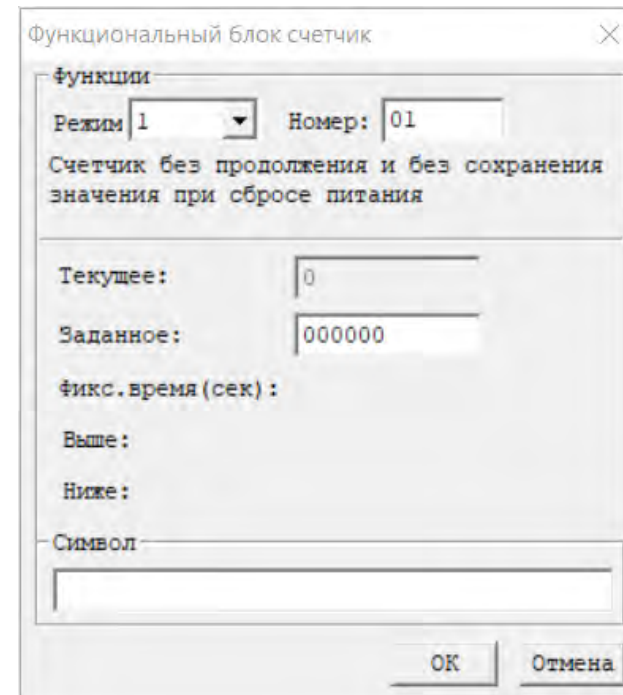 Функциональный блок счетчик
Функции
Режим 1 Номер: 01
Счетчик без продолжения и без сохранения
значения при сбросе питания
Текущее: 0
Заданное: 000000
Фикс.время(сек):
Выше:
Ниже:
Символ
OK Отмена